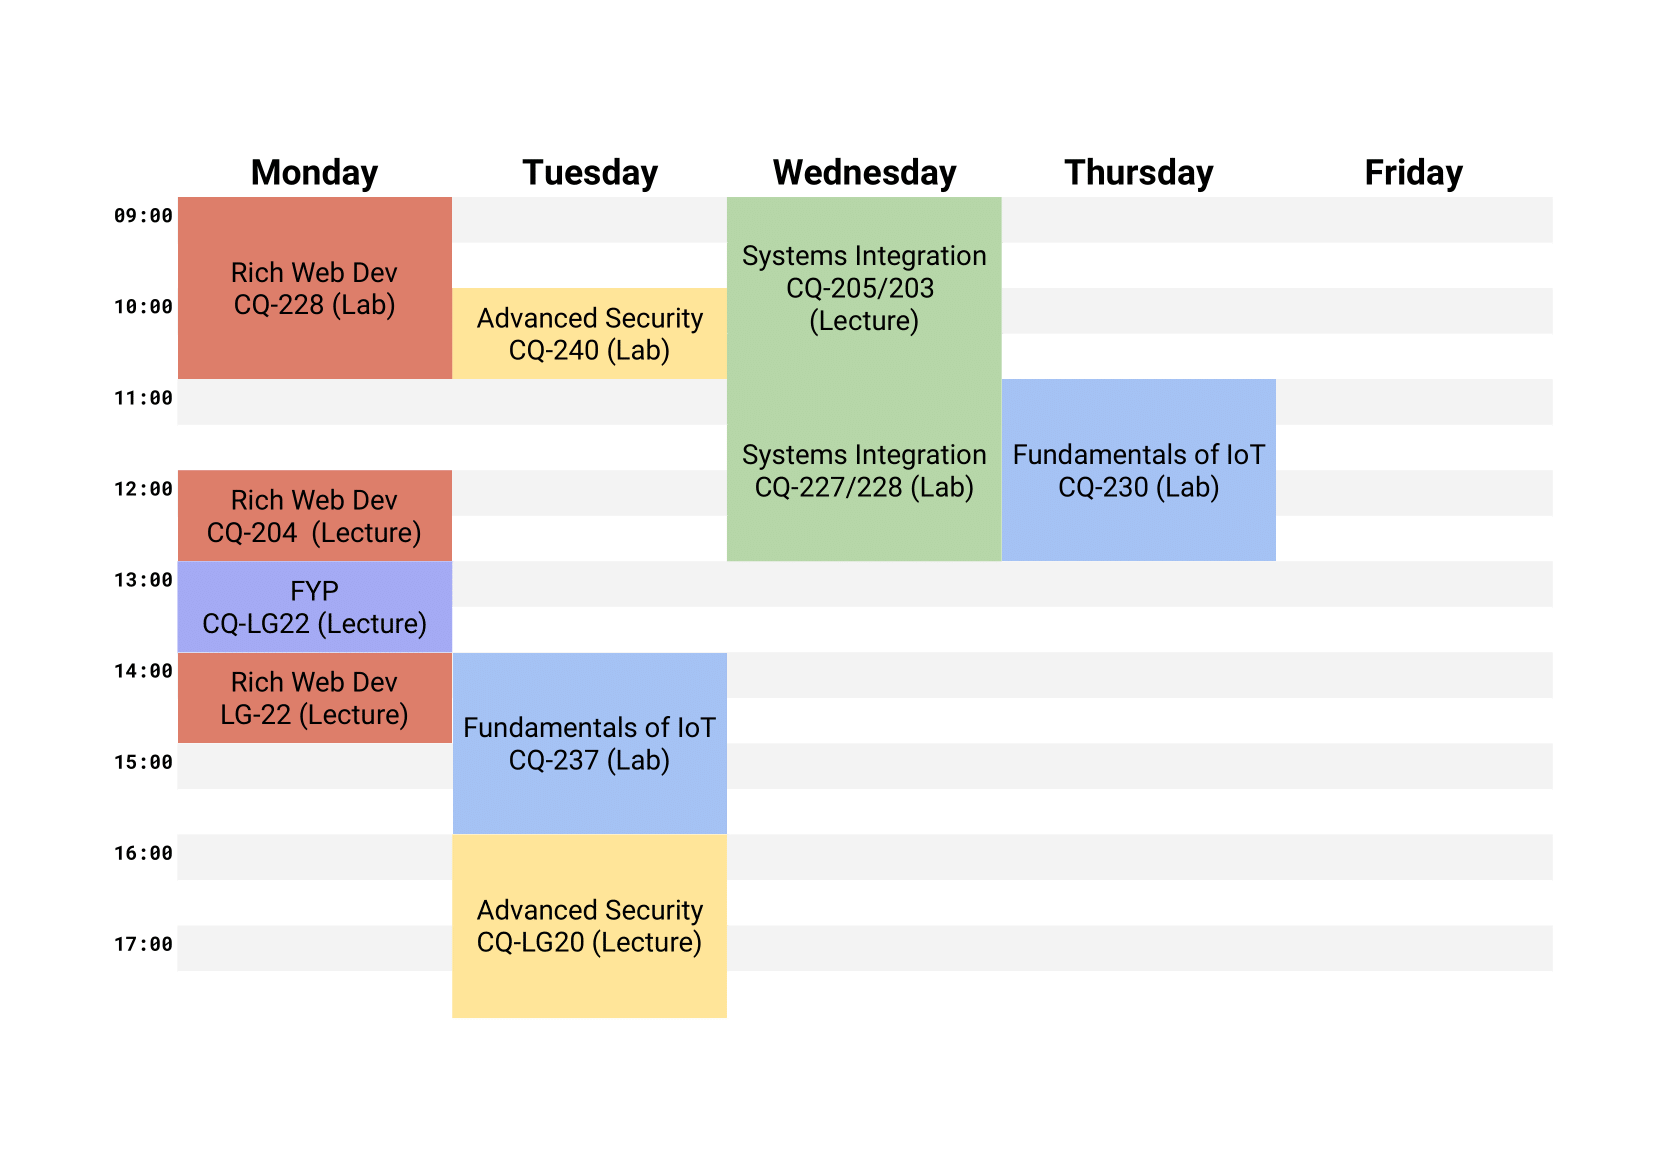 Monday
Tuesday
Wednesday
Thursday
Friday
09:00
Rich Web Dev
CQ-228 (Lab)
Systems Integration
CQ-205/203
(Lecture)
10:00
Advanced Security
CQ-240 (Lab)
11:00
Systems Integration
CQ-227/228 (Lab)
Fundamentals of IoT
CQ-230 (Lab)
12:00
Rich Web Dev
CQ-204  (Lecture)
13:00
FYP
CQ-LG22 (Lecture)
14:00
Rich Web Dev
LG-22 (Lecture)
Fundamentals of IoT
CQ-237 (Lab)
15:00
16:00
Advanced Security
CQ-LG20 (Lecture)
17:00